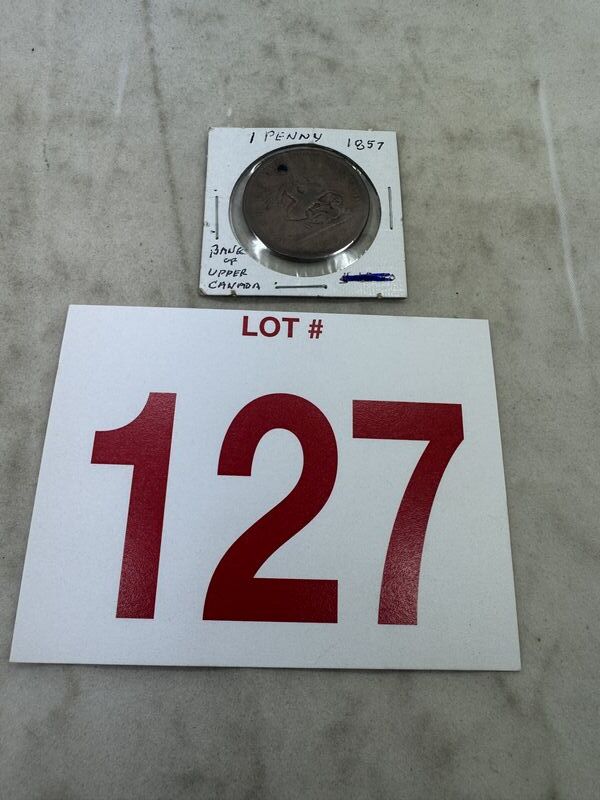 1 PENNY 1857
BANK
OF
UPPER
CANADA
LOT #
127